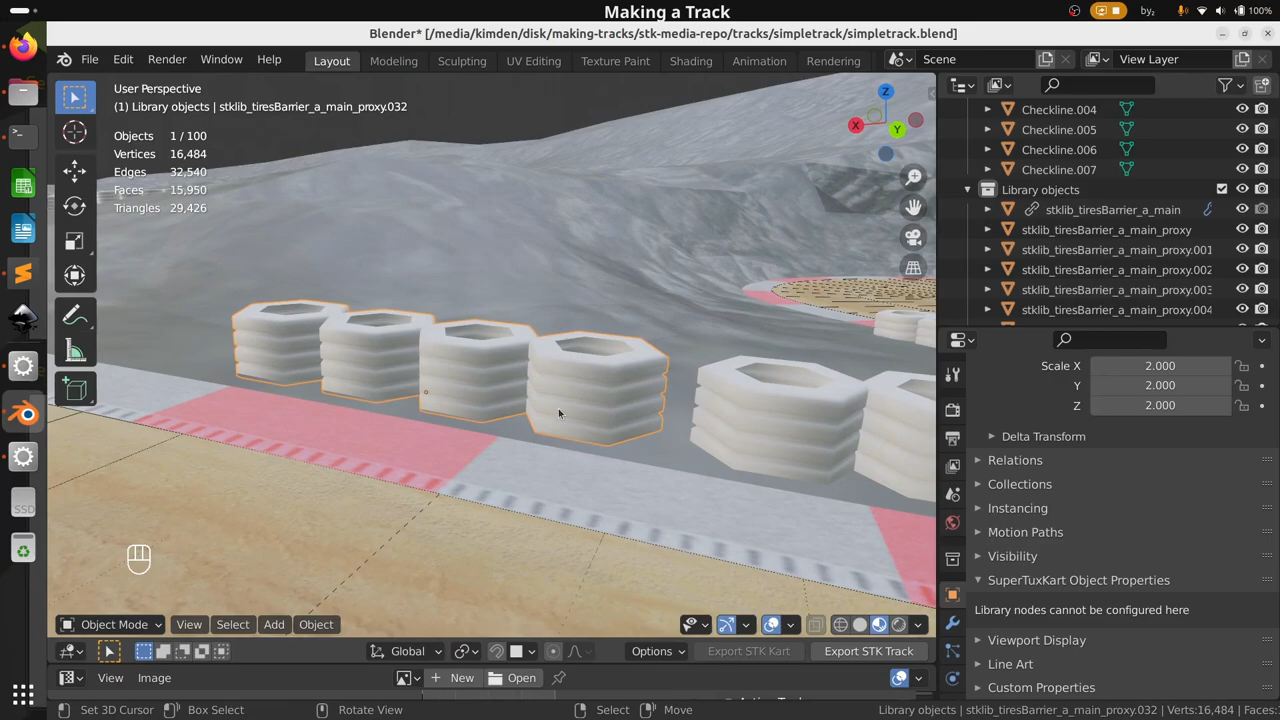 Making a Track
by₂
100%
Blender* [/media/kimden/disk/making-tracks/stk-media-repo/tracks/simpletrack/simpletrack.blend]
File Edit Render Window Help
Layout Modeling Sculpting UV Editing Texture Paint Shading Animation Rendering
Scene
View Layer
User Perspective
(1) Library objects | stklib_tiresBarrier_a_main_proxy.032
Objects 1 / 100
Vertices 16,484
Edges 32,540
Faces 15,950
Triangles 29,426
Z
X
Y
Checkline.004
Checkline.005
Checkline.006
Checkline.007
Library objects
stklib_tiresBarrier_a_main
stklib_tiresBarrier_a_main_proxy
stklib_tiresBarrier_a_main_proxy.001
stklib_tiresBarrier_a_main_proxy.002
stklib_tiresBarrier_a_main_proxy.003
stklib_tiresBarrier_a_main_proxy.004
Scale X 2.000
Y 2.000
Z 2.000
Delta Transform
Relations
Collections
Instancing
Motion Paths
Visibility
SuperTuxKart Object Properties
Library nodes cannot be configured here
Viewport Display
Line Art
Custom Properties
SSD
Object Mode View Select Add Object
Global
Options
Export STK Kart
Export STK Track
View Image
New
Open
Set 3D Cursor
Box Select
Rotate View
Select
Move
Library objects | stklib_tiresBarrier_a_main_proxy.032 | Verts:16,484 | Faces: